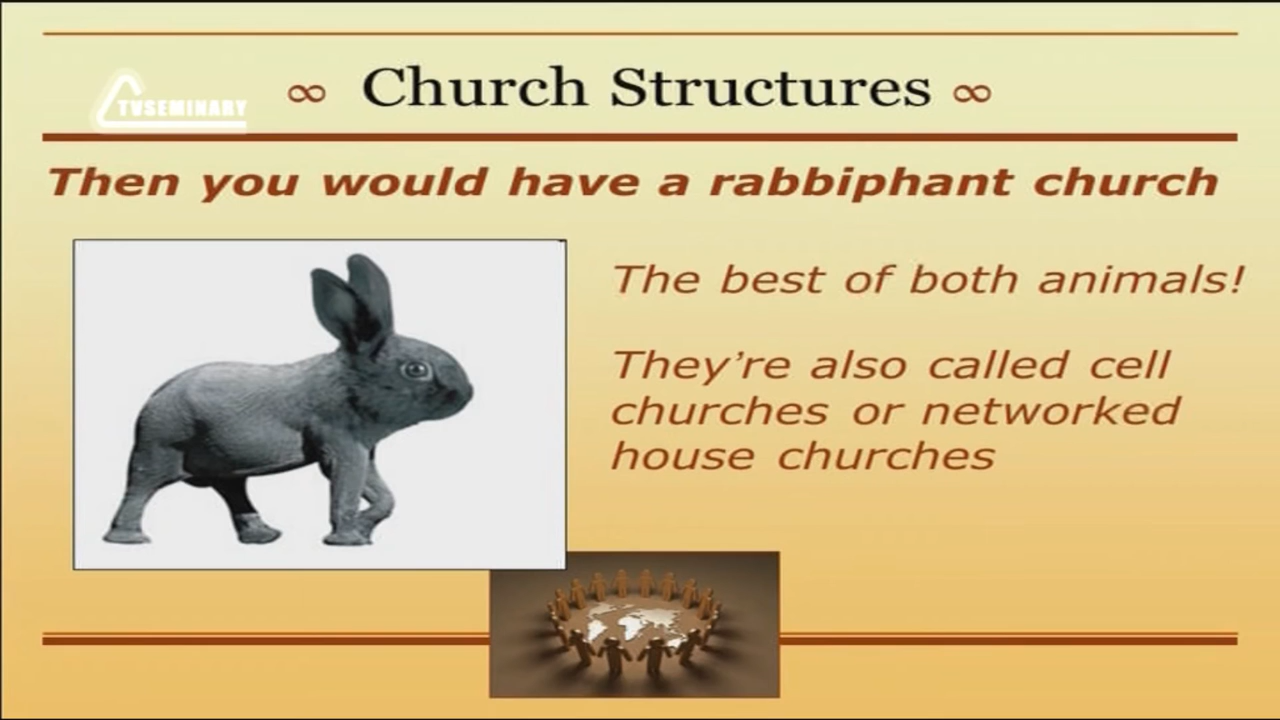 TVSEMINARY
∞ Church Structures ∞
Then you would have a rabbiphant church
The best of both animals!
They’re also called cell
churches or networked
house churches